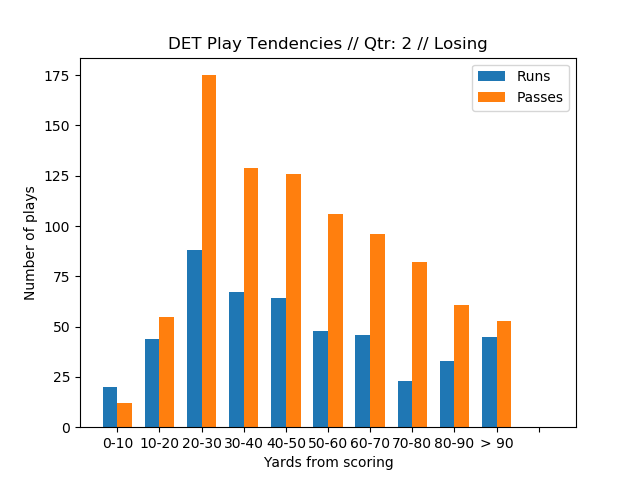 DET Play Tendencies // Qtr: 2 // Losing
Runs
Passes
Number of plays
175
150
125
100
75
50
25
0
0-10 10-20 20-30 30-40 40-50 50-60 60-70 70-80 80-90 > 90
Yards from scoring